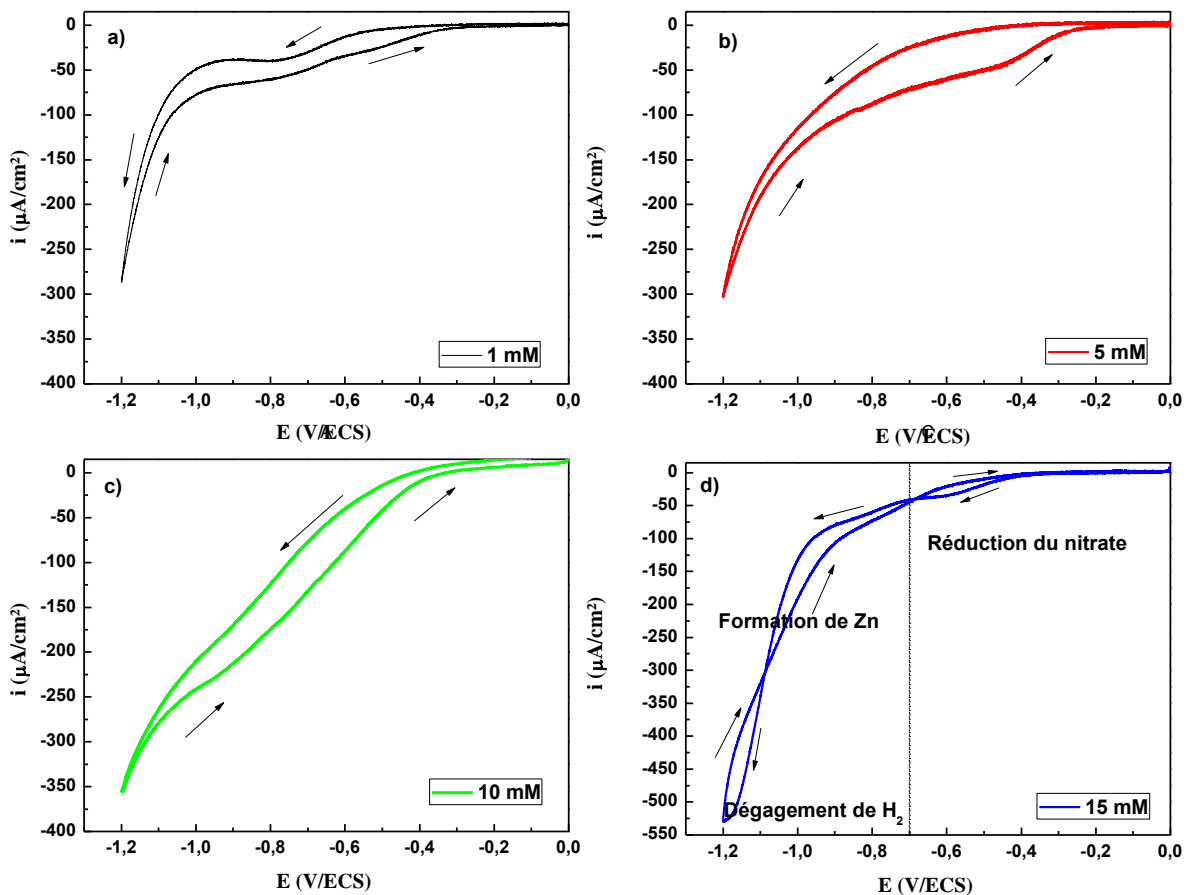 a)
0
-50
-100
-150
-200
-250
-300
-350
-400
i (µA/cm²)
1 mM
-1,2 -1,0 -0,8 -0,6 -0,4 -0,2 0,0
E (V/ECS)
b)
0
-50
-100
-150
-200
-250
-300
-350
-400
i (µA/cm²)
5 mM
-1,2 -1,0 -0,8 -0,6 -0,4 -0,2 0,0
E (V/ECS)
c)
0
-50
-100
-150
-200
-250
-300
-350
-400
i (µA/cm²)
10 mM
-1,2 -1,0 -0,8 -0,6 -0,4 -0,2 0,0
E (V/ECS)
d)
0
-50
-100
-150
-200
-250
-300
-350
-400
-450
-500
-550
i (µA/cm²)
Réduction du nitrate
Formation de Zn
Dégagement de H₂
15 mM
-1,2 -1,0 -0,8 -0,6 -0,4 -0,2 0,0
E (V/ECS)